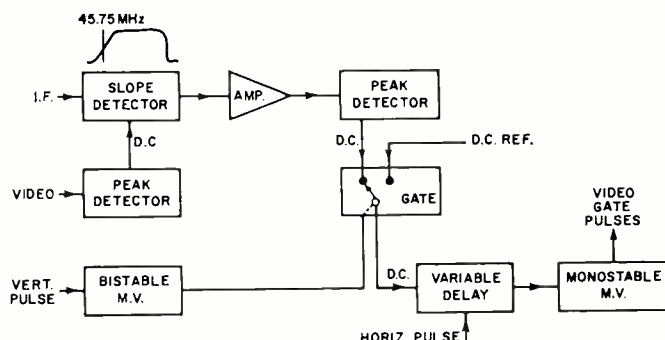 45.75 MHz
I.F.
SLOPE
DETECTOR
AMP.
PEAK
DETECTOR
D.C
D.C.
D.C. REF.
VIDEO
PEAK
DETECTOR
GATE
VIDEO
GATE
PULSES
VERT.
PULSE
BISTABLE
M.V.
D.C.
VARIABLE
DELAY
MONOSTABLE
M.V.
HORIZ. PULSE